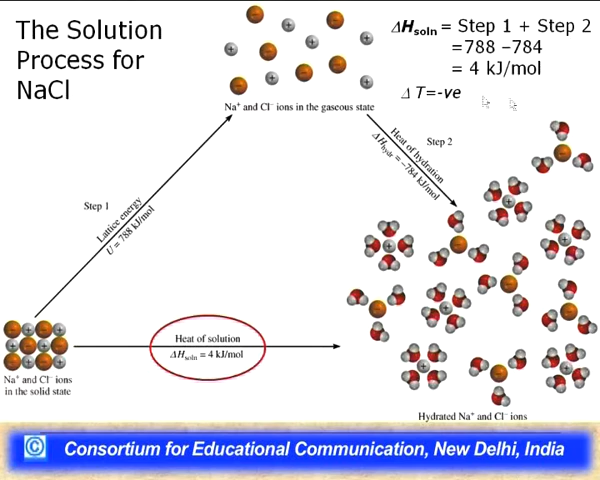 The Solution
Process for
NaCl
ΔHsoln = Step 1 + Step 2
=788 –784
= 4 kJ/mol
Δ T=-ve
Na⁺ and Cl⁻ ions in the gaseous state
Step 1
Lattice energy
U = 788 kJ/mol
Step 2
Heat of hydration
ΔHhydr = –784 kJ/mol
Heat of solution
ΔHsoln = 4 kJ/mol
Na⁺ and Cl⁻ ions
in the solid state
Hydrated Na⁺ and Cl⁻ ions
© Consortium for Educational Communication, New Delhi, India